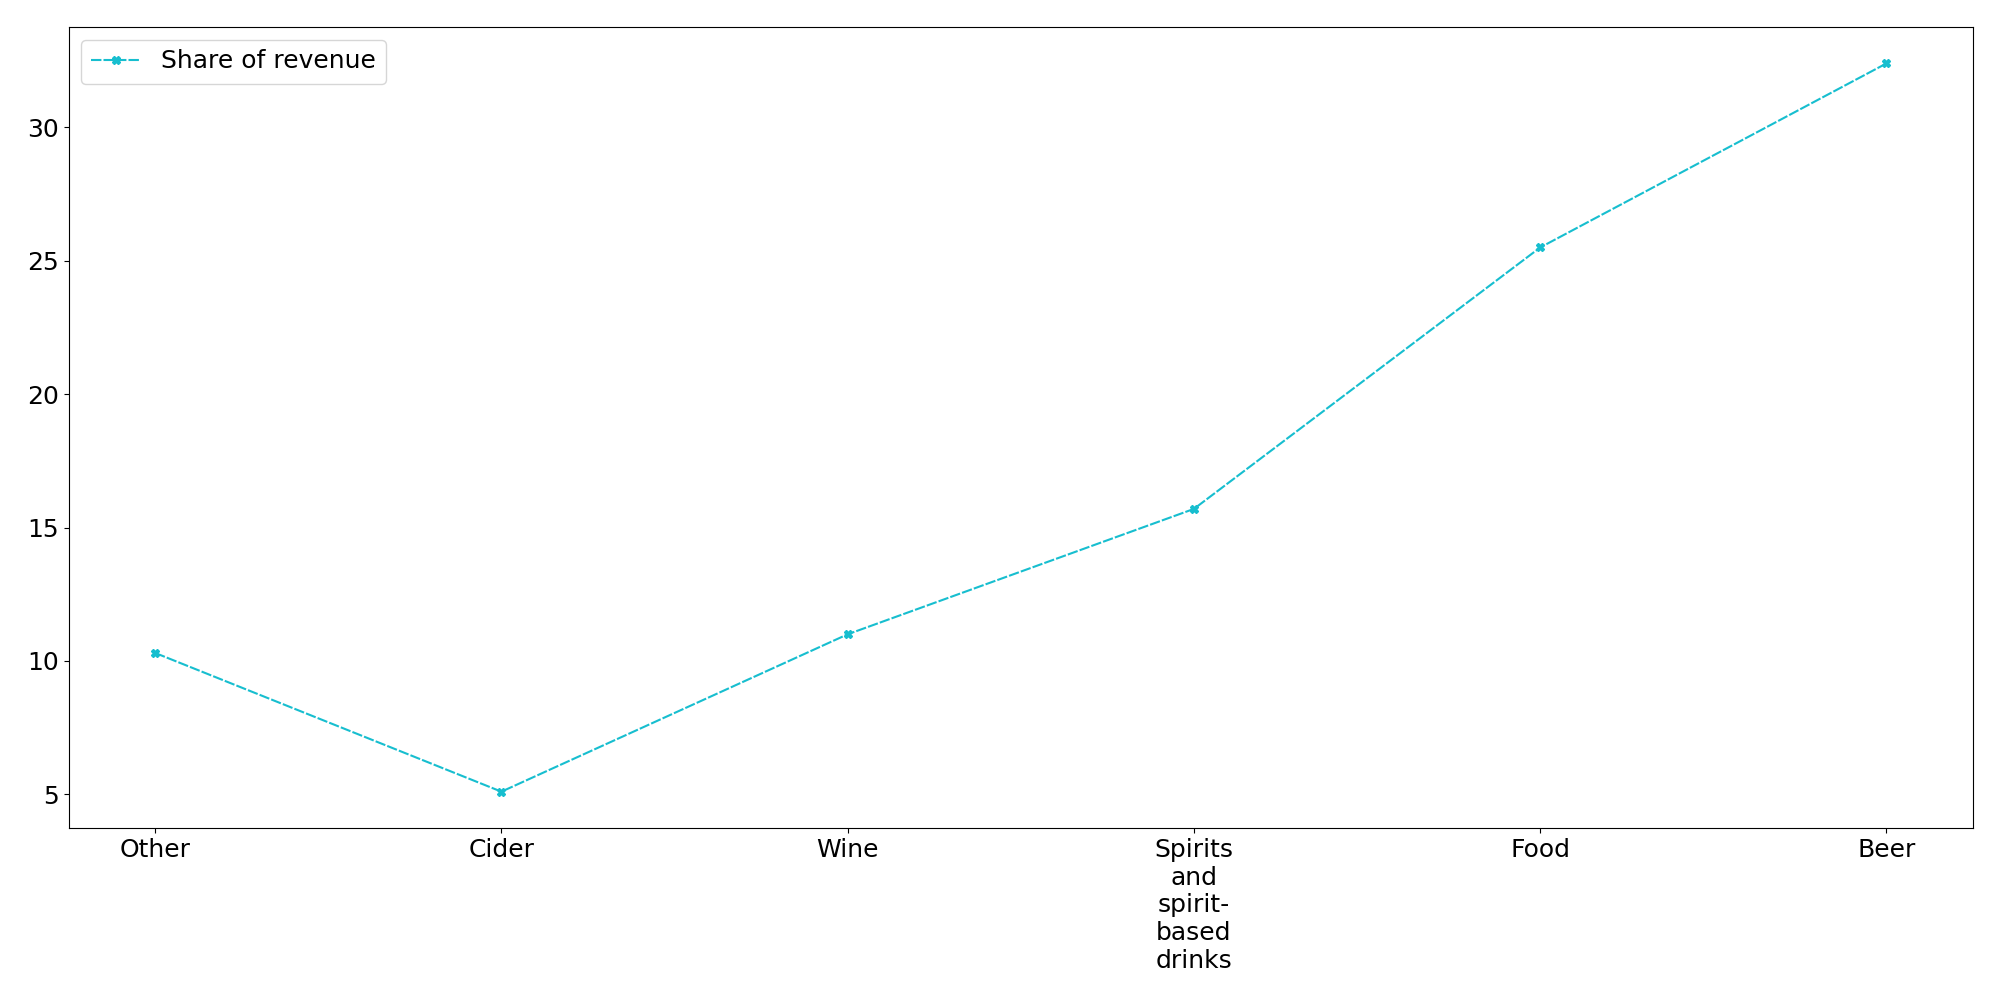 Share of revenue
30
25
20
15
10
5
Other
Cider
Wine
Spirits
and
spirit-
based
drinks
Food
Beer